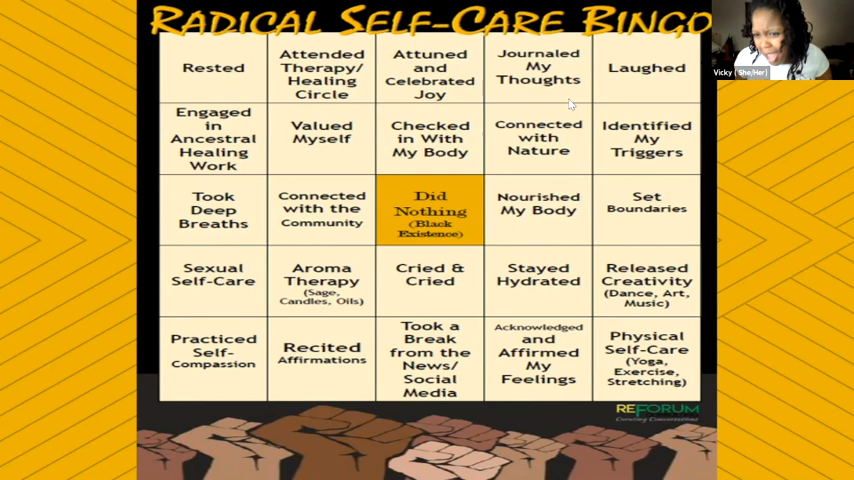 RADICAL SELF-CARE BINGO
Rested
Attended
Therapy/
Healing
Circle
Attuned
and
Celebrated
Joy
Journaled
My
Thoughts
Laughed
Engaged
in
Ancestral
Healing
Work
Valued
Myself
Checked
in With
My Body
Connected
with
Nature
Identified
My
Triggers
Took
Deep
Breaths
Connected
with the
Community
Did
Nothing
(Black
Existence)
Nourished
My Body
Set
Boundaries
Sexual
Self-Care
Aroma
Therapy
(Sage,
Candles, Oils)
Cried &
Cried
Stayed
Hydrated
Released
Creativity
(Dance, Art,
Music)
Practiced
Self-
Compassion
Recited
Affirmations
Took a
Break
from the
News/
Social
Media
Acknowledged
and
Affirmed
My
Feelings
Physical
Self-Care
(Yoga,
Exercise,
Stretching)
REFORUM
Curating Conversations
Vicky (She/Her)